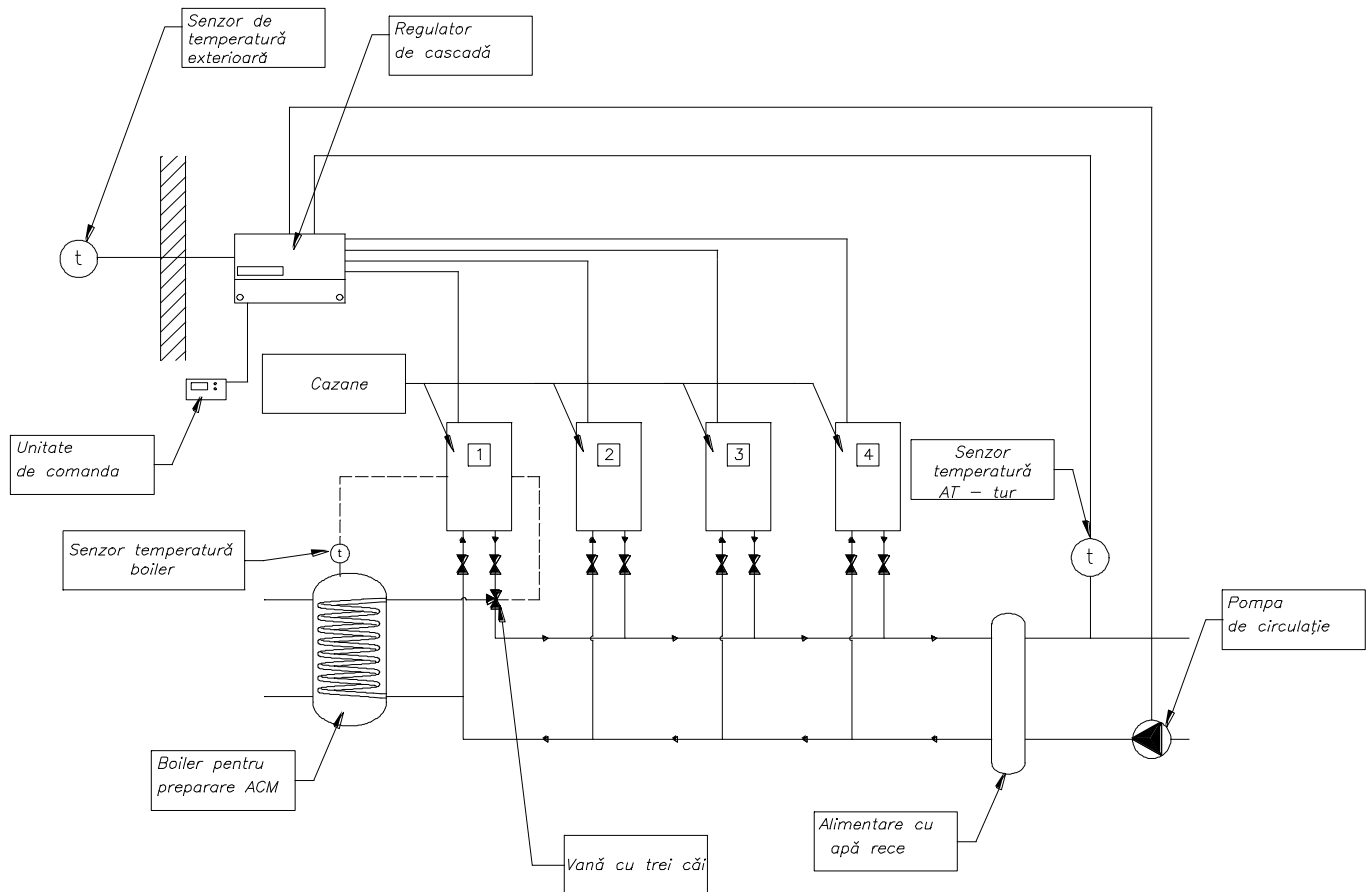 Senzor de
temperatură
exterioară
Regulator
de cascadă
t
Cazane
Unitate
de comanda
1
2
3
4
Senzor
temperatură
AT – tur
Senzor temperatură
boiler
t
t
Pompa
de circulație
Boiler pentru
preparare ACM
Alimentare cu
apă rece
Vană cu trei căi